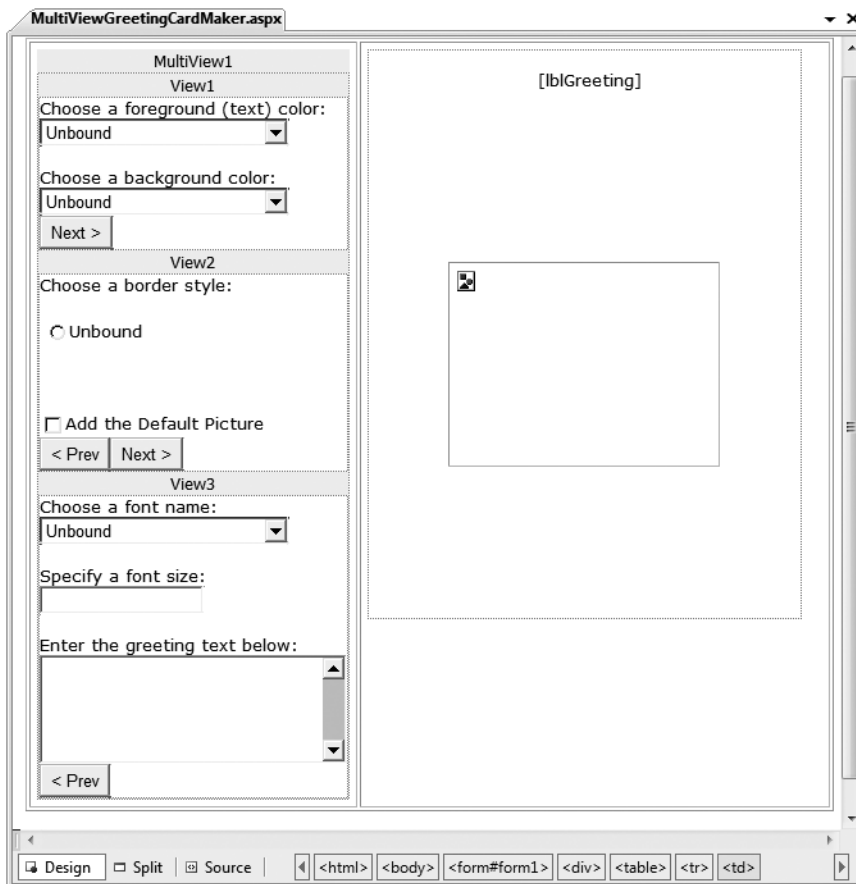 MultiViewGreetingCardMaker.aspx
MultiView1
View1
Choose a foreground (text) color:
Unbound
Choose a background color:
Unbound
Next >
View2
Choose a border style:
Unbound
Add the Default Picture
< Prev Next >
View3
Choose a font name:
Unbound
Specify a font size:
Enter the greeting text below:
< Prev
[lblGreeting]
Design Split Source <html> <body> <form#form1> <div> <table> <tr> <td>